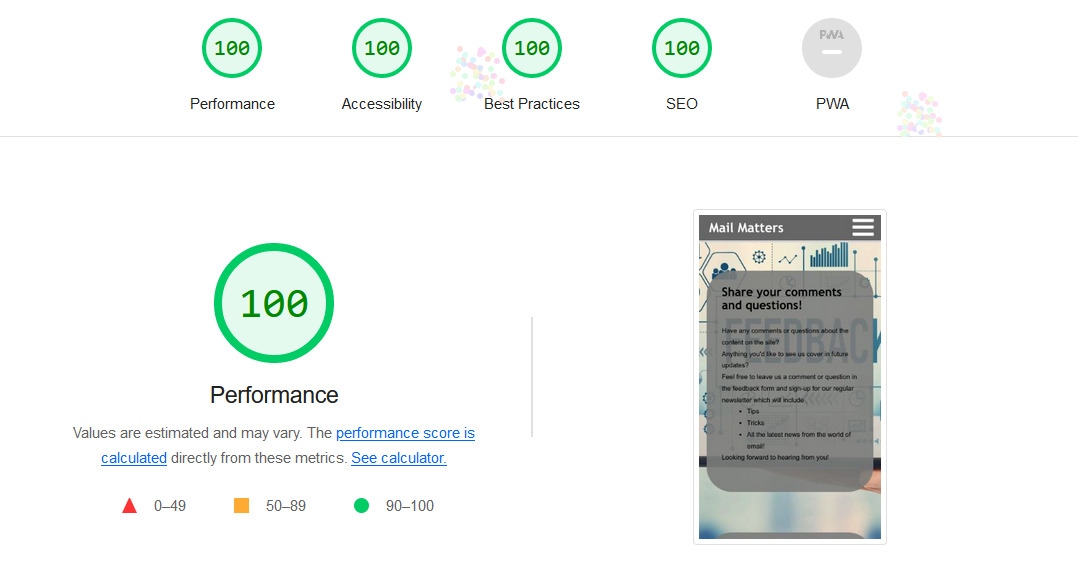 100 100 100 100 PWA
Performance Accessibility Best Practices SEO PWA
100
Performance
Values are estimated and may vary. The performance score is
calculated directly from these metrics. See calculator.
0–49 50–89 90–100
Mail Matters
Share your comments
and questions!
FEEDBACK
Have any comments or questions about the
content on the site?
Anything you'd like to see us cover in future
updates?
Feel free to leave us a comment or question in
the feedback form and sign-up for our regular
newsletter which will include
• Tips
• Tricks
• All the latest news from the world of
email!
Looking forward to hearing from you!